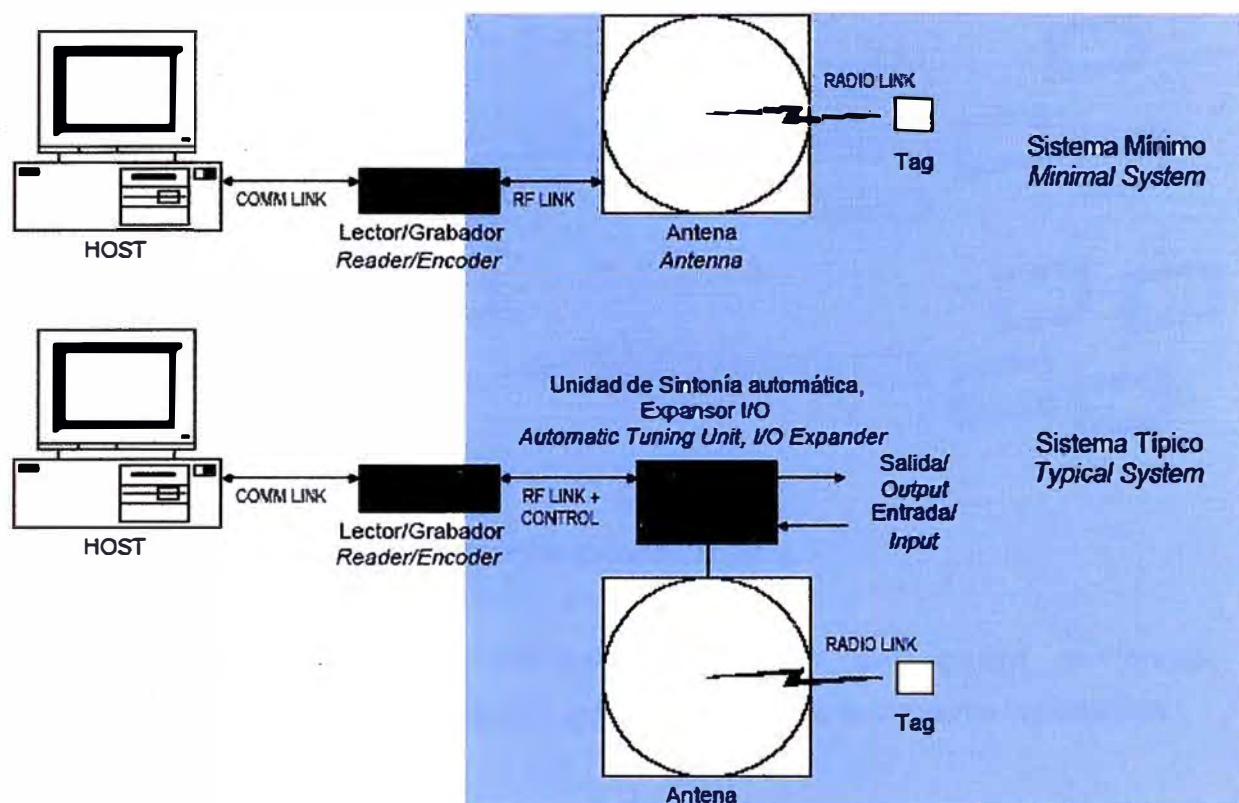 RADIO LINK
Sistema Mínimo
Minimal System
Tag
COMM LINK
RF LINK
HOST
Lector/Grabador
Reader/Encoder
Antena
Antenna
Unidad de Sintonía automática,
Expansor I/O
Automatic Tuning Unit, I/O Expander
Sistema Típico
Typical System
Salida/
Output
Entrada/
Input
COMM LINK
RF LINK +
CONTROL
HOST
Lector/Grabador
Reader/Encoder
RADIO LINK
Tag
Antena